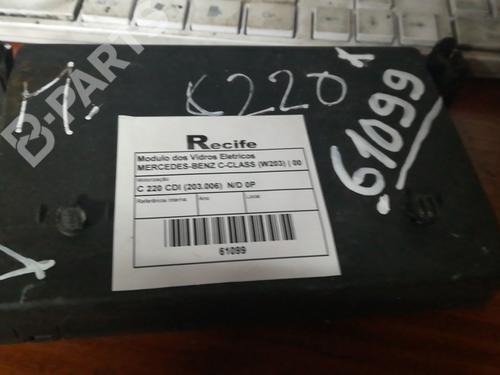 B-PARTS
C220
61099
Recife
Modulo dos Vidros Eletricos
MERCEDES-BENZ C-CLASS (W203) | 00
Motorização
C 220 CDI (203.006) N/D 0P
Referência Interna
Ano
Local
61099